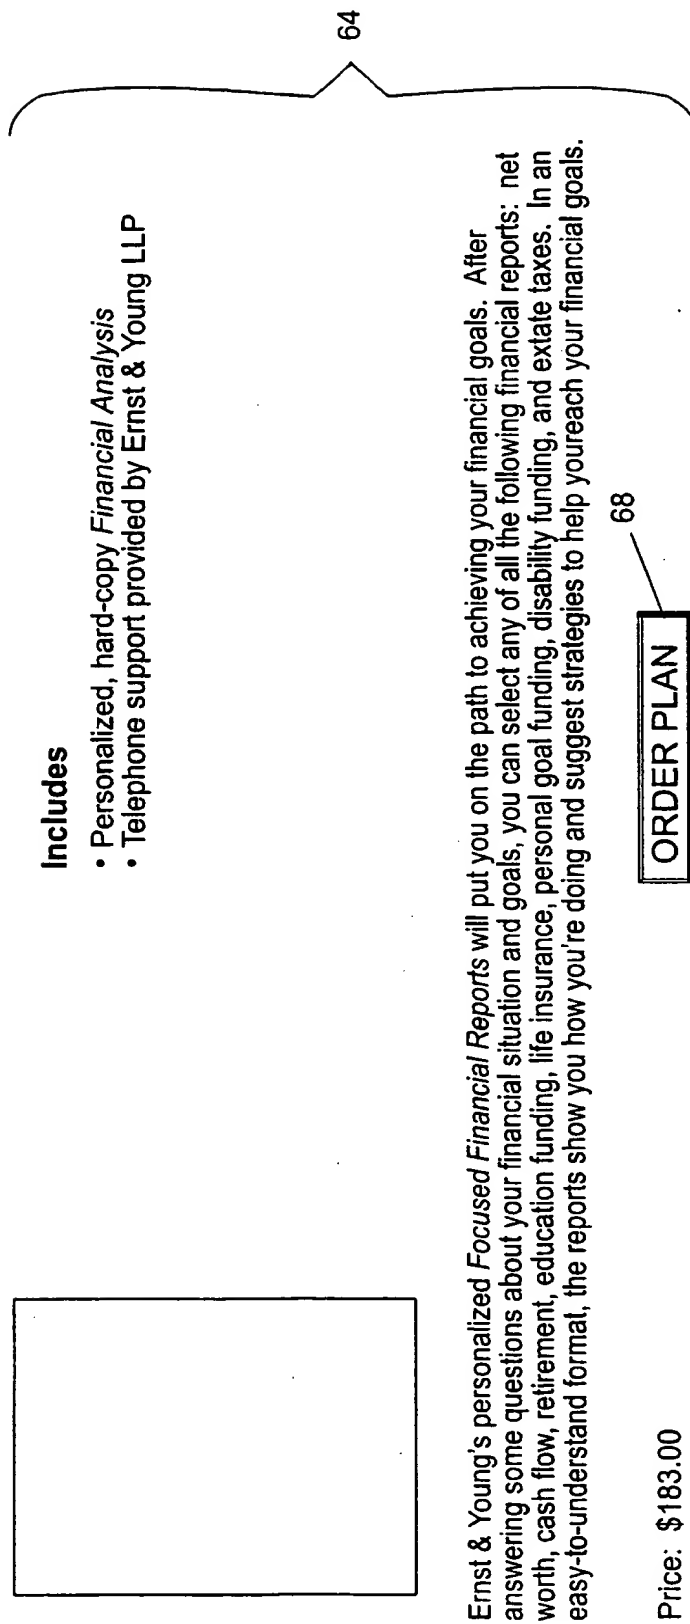 Includes
• Personalized, hard-copy Financial Analysis
• Telephone support provided by Ernst & Young LLP
64
Ernst & Young's personalized Focused Financial Reports will put you on the path to achieving your financial goals. After
answering some questions about your financial situation and goals, you can select any of all the following financial reports: net
worth, cash flow, retirement, education funding, life insurance, personal goal funding, disability funding, and extate taxes. In an
easy-to-understand format, the reports show you how you're doing and suggest strategies to help youreach your financial goals.
68
Price: $183.00
ORDER PLAN